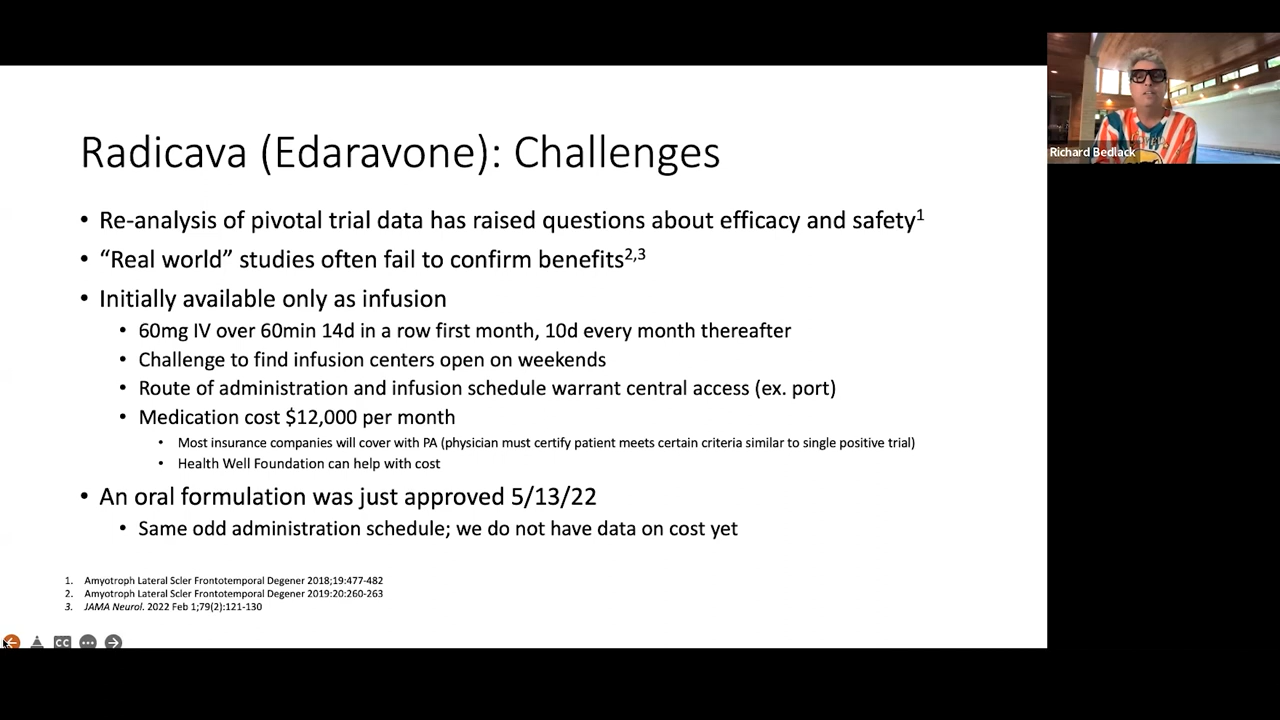 Radicava (Edaravone): Challenges
• Re-analysis of pivotal trial data has raised questions about efficacy and safety1
• “Real world” studies often fail to confirm benefits2,3
• Initially available only as infusion
• 60mg IV over 60min 14d in a row first month, 10d every month thereafter
• Challenge to find infusion centers open on weekends
• Route of administration and infusion schedule warrant central access (ex. port)
• Medication cost $12,000 per month
• Most insurance companies will cover with PA (physician must certify patient meets certain criteria similar to single positive trial)
• Health Well Foundation can help with cost
• An oral formulation was just approved 5/13/22
• Same odd administration schedule; we do not have data on cost yet
1. Amyotroph Lateral Scler Frontotemporal Degener 2018;19:477-482
2. Amyotroph Lateral Scler Frontotemporal Degener 2019:20:260-263
3. JAMA Neurol. 2022 Feb 1;79(2):121-130
CC
Richard Bedlack